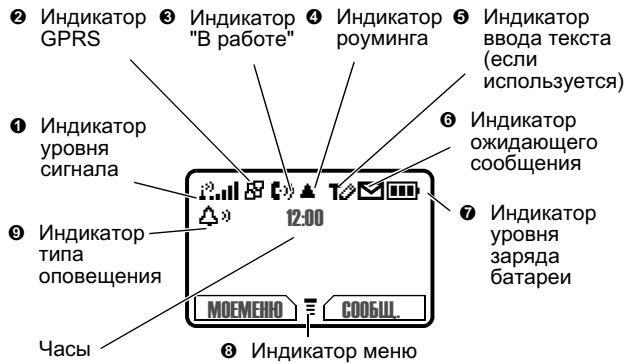 ❷ Индикатор GPRS
❸ Индикатор "В работе"
❹ Индикатор роуминга
❺ Индикатор ввода текста (если используется)
❶ Индикатор уровня сигнала
❻ Индикатор ожидающего сообщения
12:00
❼ Индикатор уровня заряда батареи
❾ Индикатор типа оповещения
МОЕМЕНЮ
СООБЩ.
Часы
❽ Индикатор меню